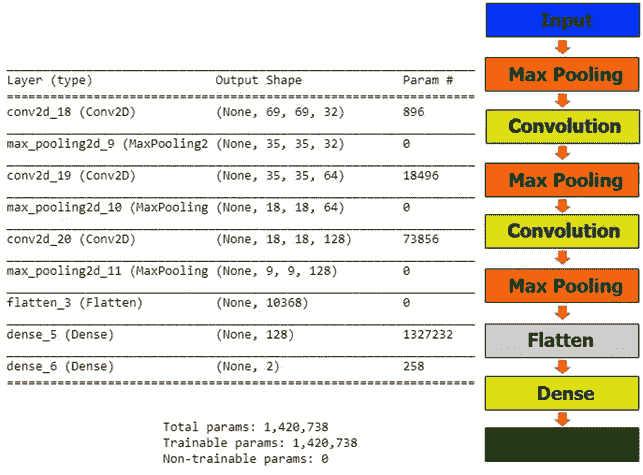 Layer (type) Output Shape Param #
conv2d_18 (Conv2D) (None, 69, 69, 32) 896
max_pooling2d_9 (MaxPooling2 (None, 35, 35, 32) 0
conv2d_19 (Conv2D) (None, 35, 35, 64) 18496
max_pooling2d_10 (MaxPooling (None, 18, 18, 64) 0
conv2d_20 (Conv2D) (None, 18, 18, 128) 73856
max_pooling2d_11 (MaxPooling (None, 9, 9, 128) 0
flatten_3 (Flatten) (None, 10368) 0
dense_5 (Dense) (None, 128) 1327232
dense_6 (Dense) (None, 2) 258
Total params: 1,420,738
Trainable params: 1,420,738
Non-trainable params: 0
Input
Max Pooling
Convolution
Max Pooling
Convolution
Max Pooling
Flatten
Dense